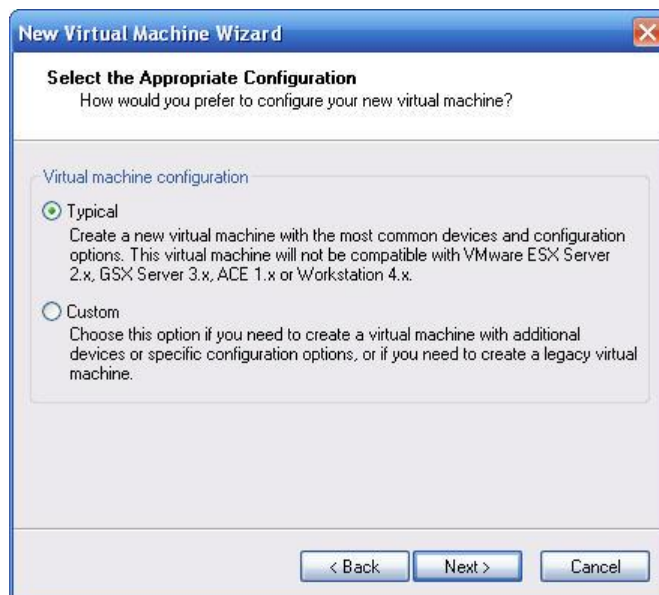 New Virtual Machine Wizard
Select the Appropriate Configuration
How would you prefer to configure your new virtual machine?
Virtual machine configuration
Typical
Create a new virtual machine with the most common devices and configuration
options. This virtual machine will not be compatible with VMware ESX Server
2.x, GSX Server 3.x, ACE 1.x or Workstation 4.x.
Custom
Choose this option if you need to create a virtual machine with additional
devices or specific configuration options, or if you need to create a legacy virtual
machine.
< Back
Next >
Cancel